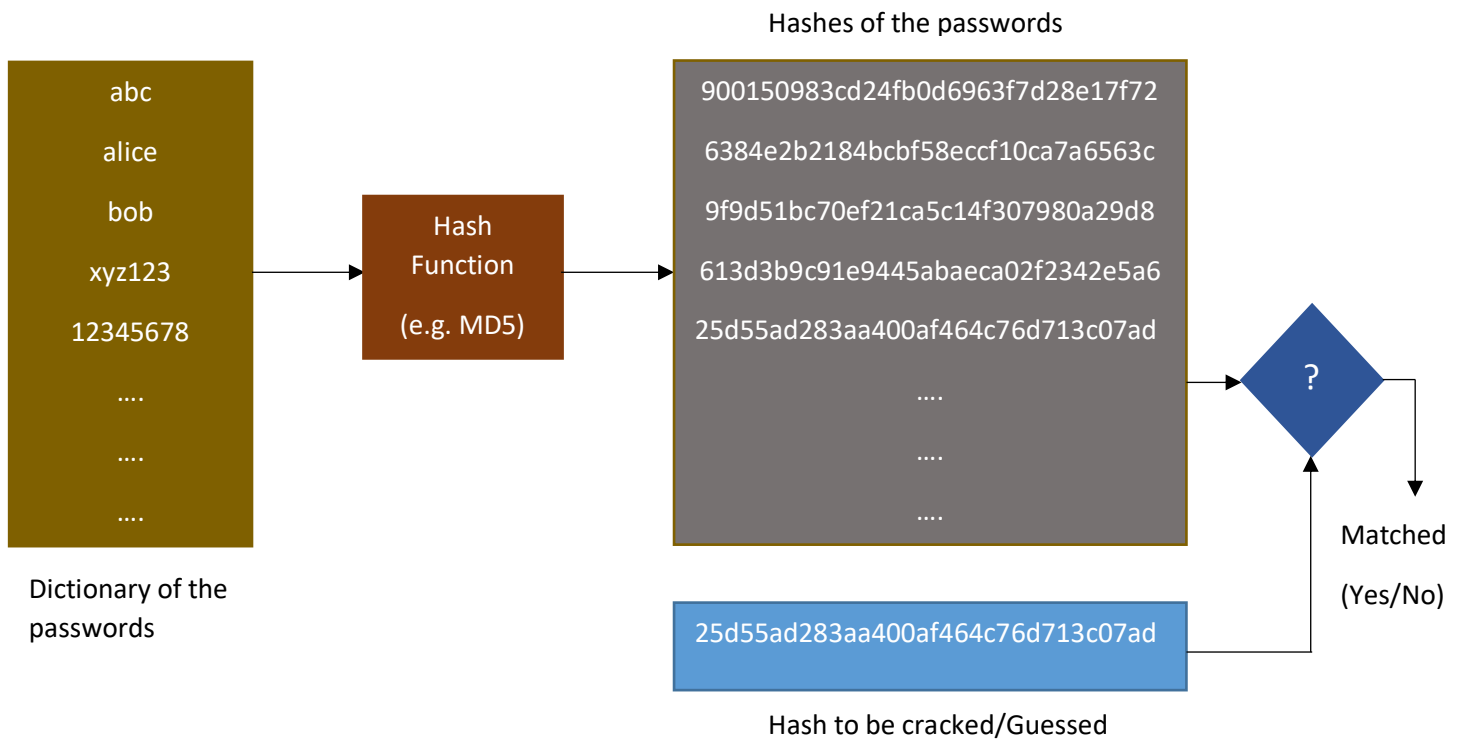 Hashes of the passwords
abc
alice
bob
xyz123
12345678
....
....
....
Dictionary of the
passwords
Hash
Function
(e.g. MD5)
900150983cd24fb0d6963f7d28e17f72
6384e2b2184bcbf58eccf10ca7a6563c
9f9d51bc70ef21ca5c14f307980a29d8
613d3b9c91e9445abaeca02f2342e5a6
25d55ad283aa400af464c76d713c07ad
....
....
....
?
Matched
(Yes/No)
25d55ad283aa400af464c76d713c07ad
Hash to be cracked/Guessed